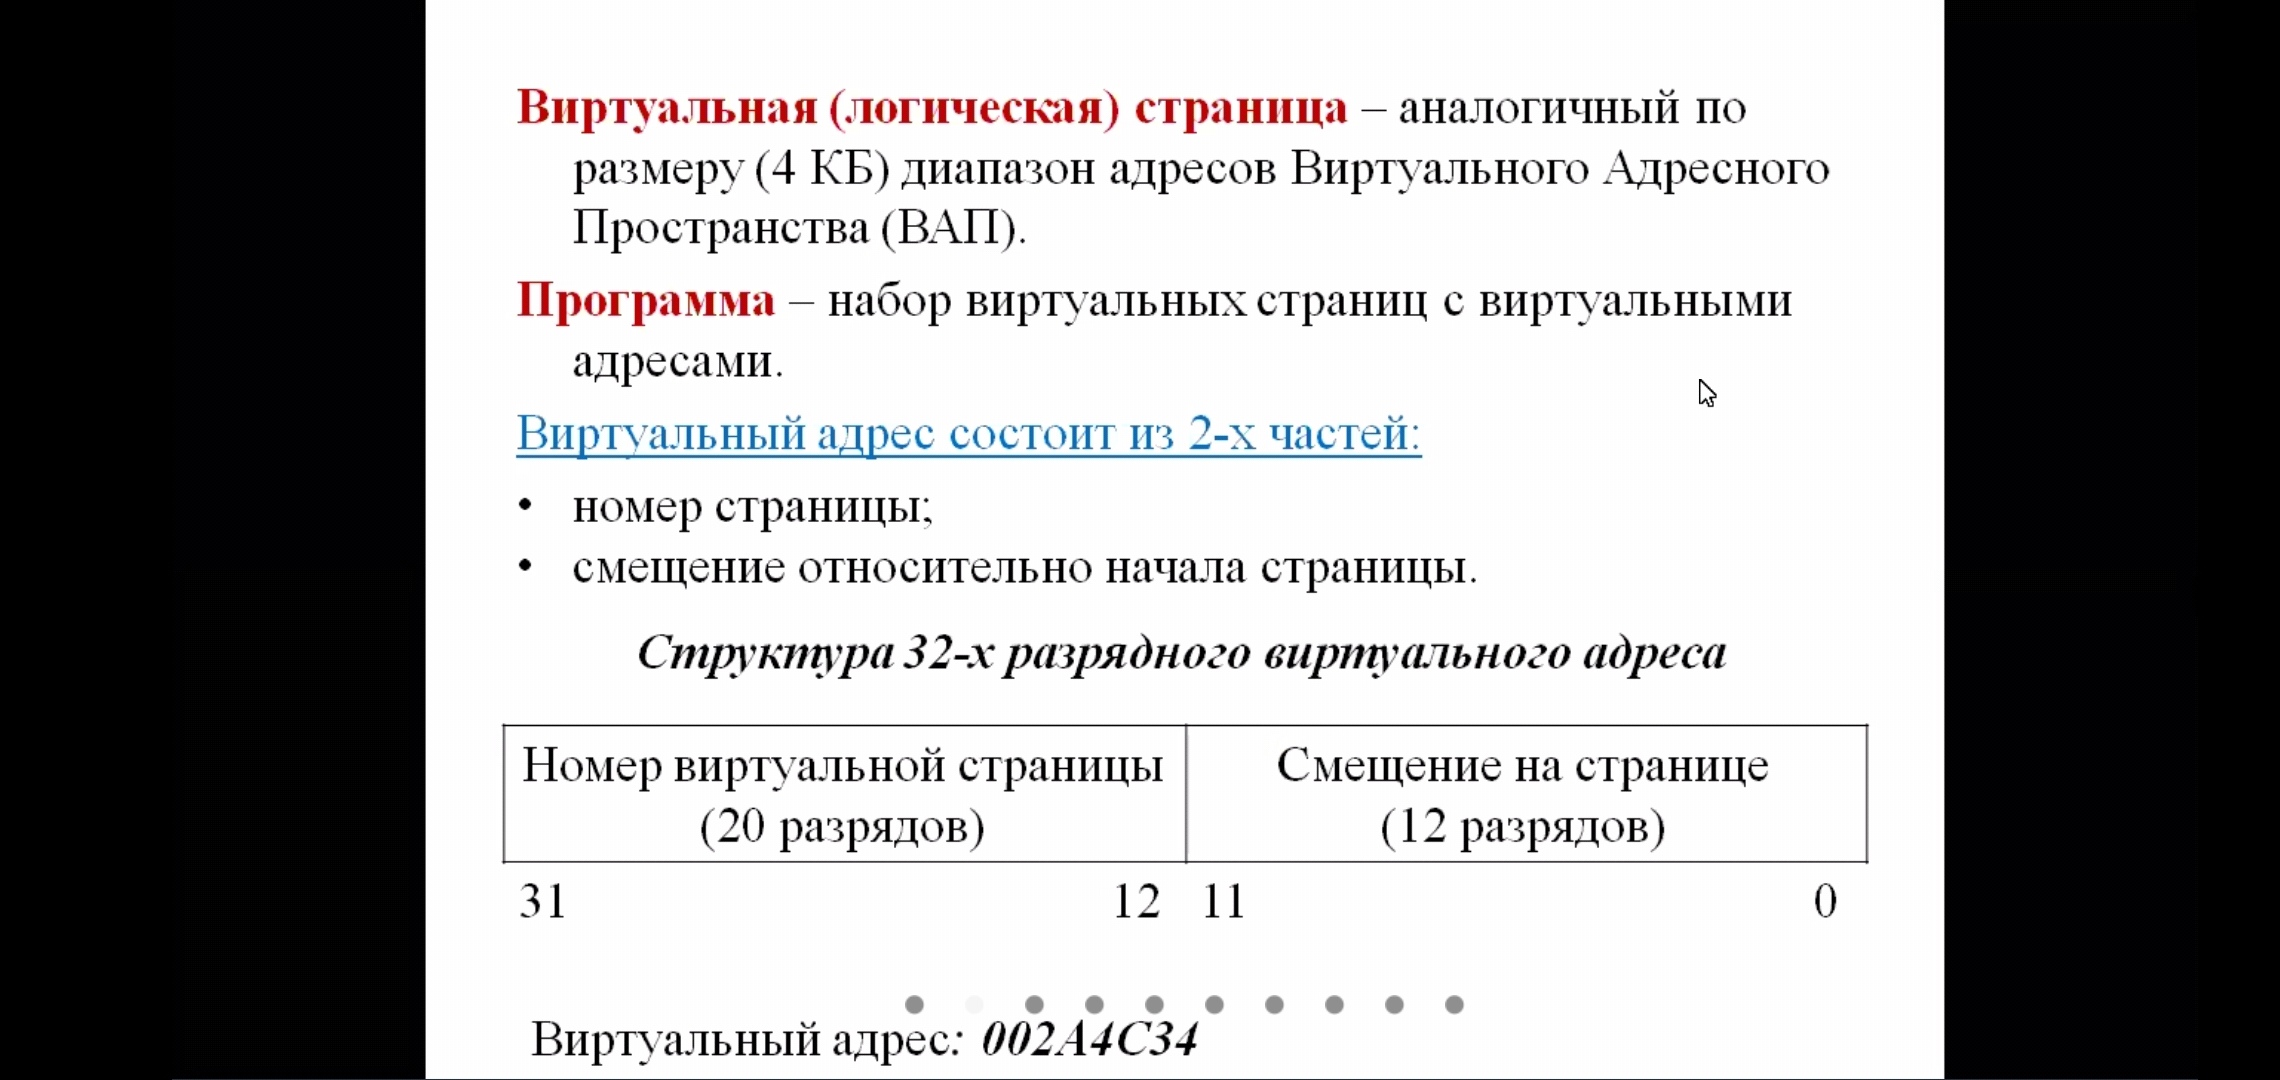 Виртуальная (логическая) страница – аналогичный по
размеру (4 КБ) диапазон адресов Виртуального Адресного
Пространства (ВАП).
Программа – набор виртуальных страниц с виртуальными
адресами.
Виртуальный адрес состоит из 2-х частей:
• номер страницы;
• смещение относительно начала страницы.
Структура 32-х разрядного виртуального адреса
Номер виртуальной страницы
(20 разрядов)
Смещение на странице
(12 разрядов)
31 12 11 0
Виртуальный адрес: 002A4C34